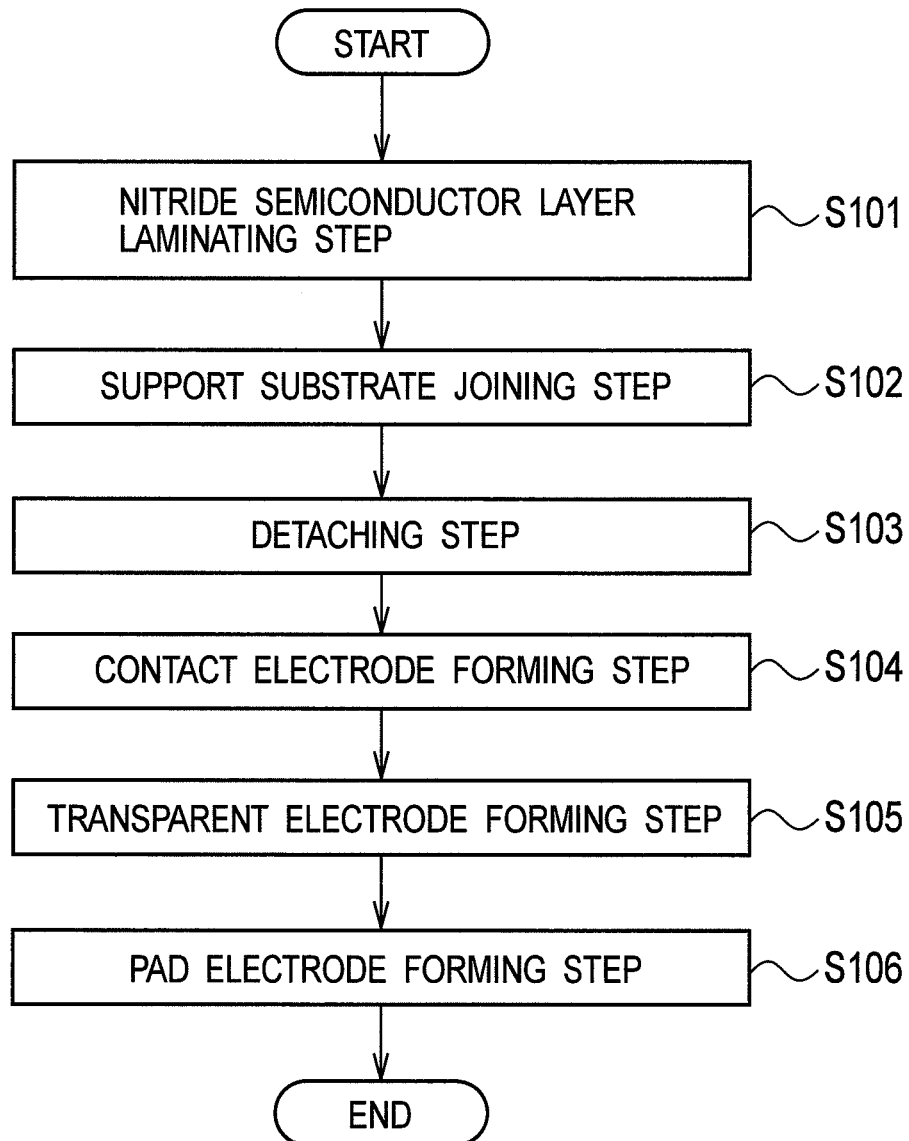 START
NITRIDE SEMICONDUCTOR LAYER
LAMINATING STEP
S101
SUPPORT SUBSTRATE JOINING STEP
S102
DETACHING STEP
S103
CONTACT ELECTRODE FORMING STEP
S104
TRANSPARENT ELECTRODE FORMING STEP
S105
PAD ELECTRODE FORMING STEP
S106
END